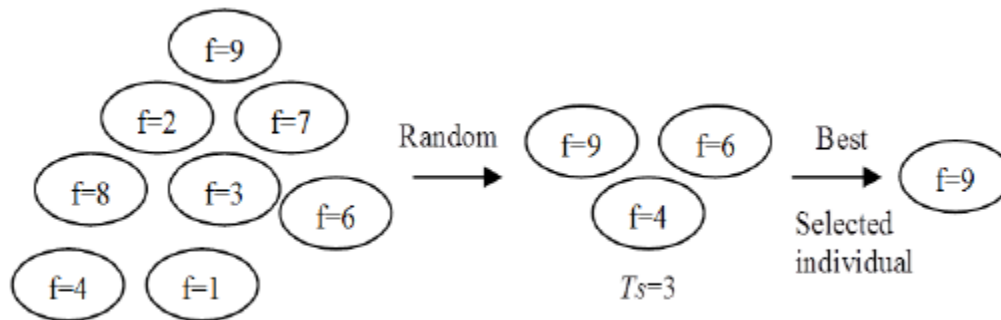 f=9
f=2
f=7
f=8
f=3
f=6
f=4
f=1
Random
f=9
f=6
f=4
Ts=3
Best
Selected
individual
f=9